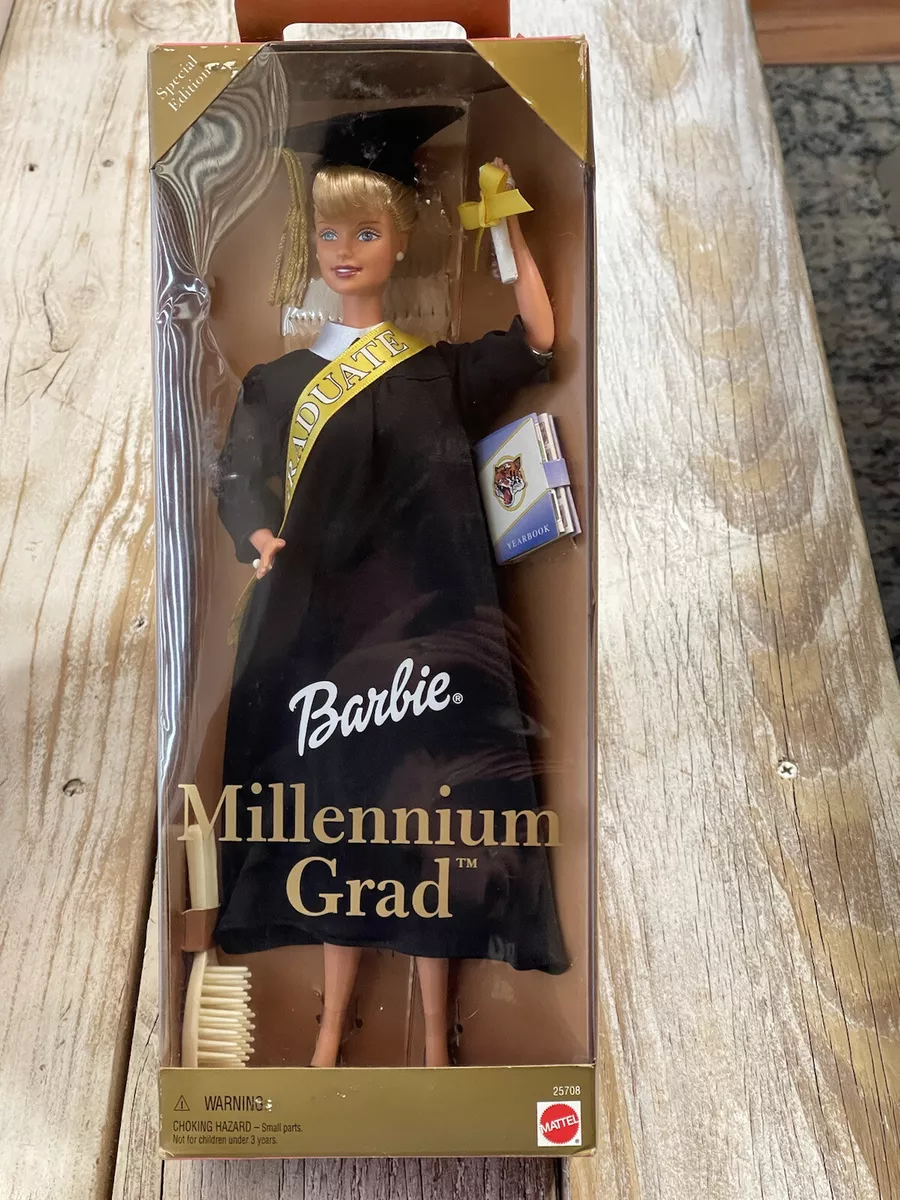 Special
Edition
RADUATE
YEARBOOK
Barbie®
Millennium
Grad™
25708
⚠ WARNING:
CHOKING HAZARD – Small parts.
Not for children under 3 years.
MATTEL
®